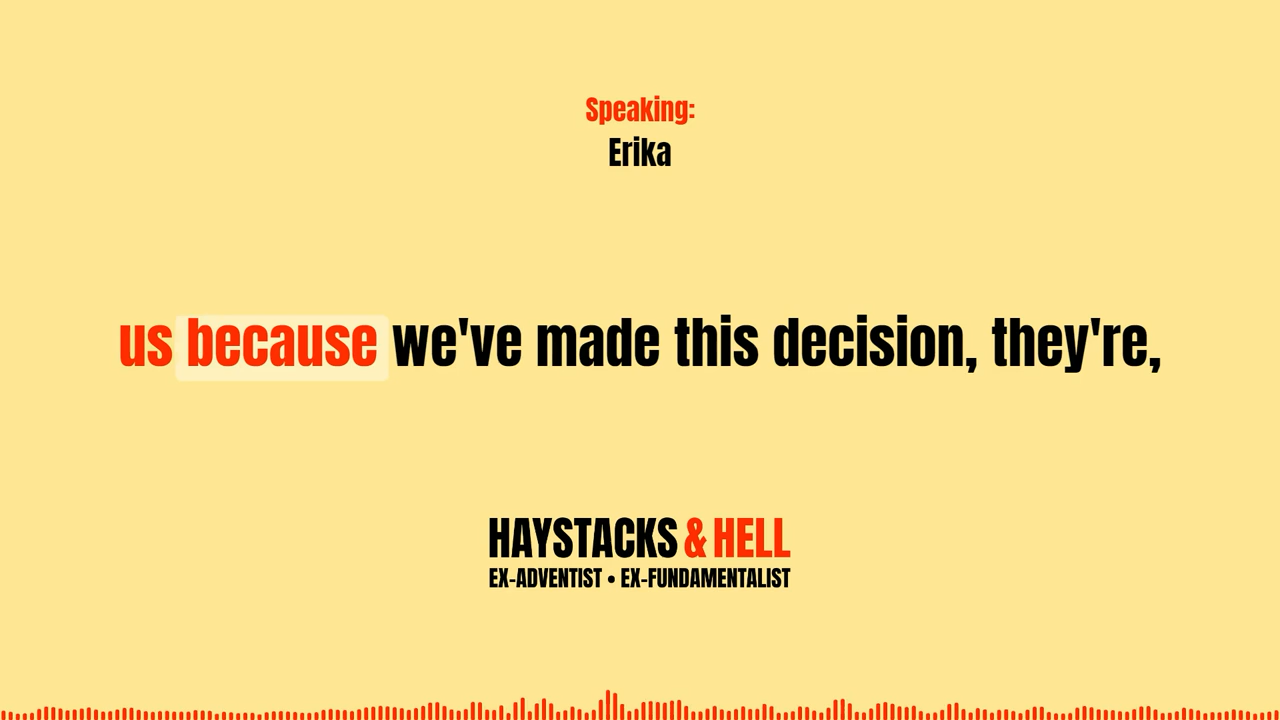 Speaking:
Erika
us because we've made this decision, they're,
HAYSTACKS & HELL
EX-ADVENTIST • EX-FUNDAMENTALIST